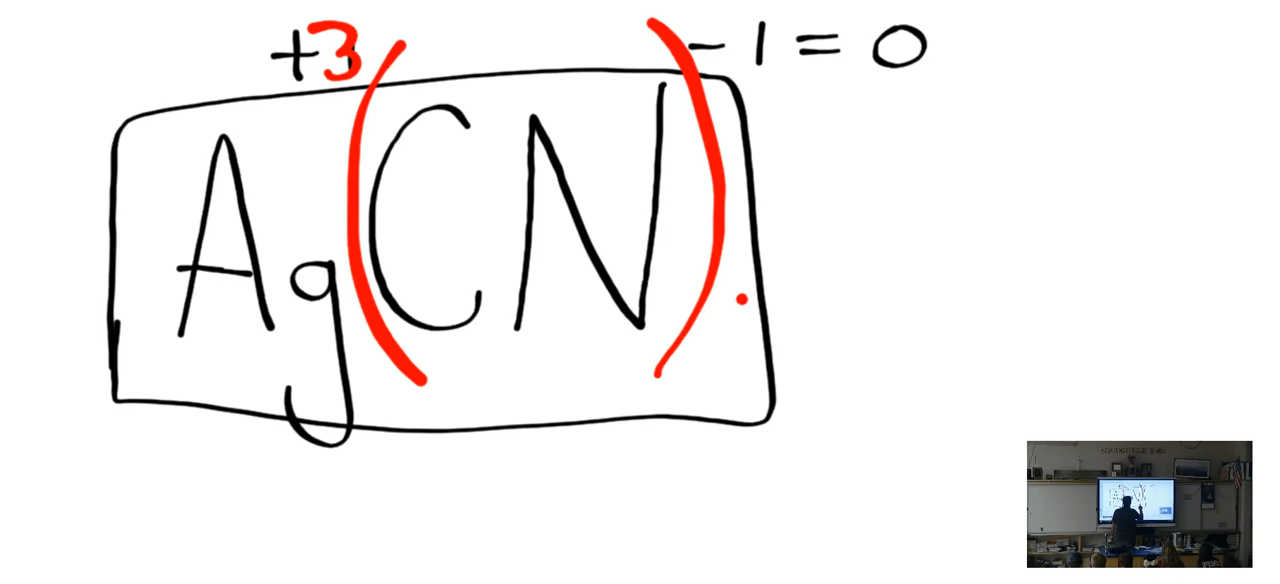 +3 - 1 = 0
Ag(CN).